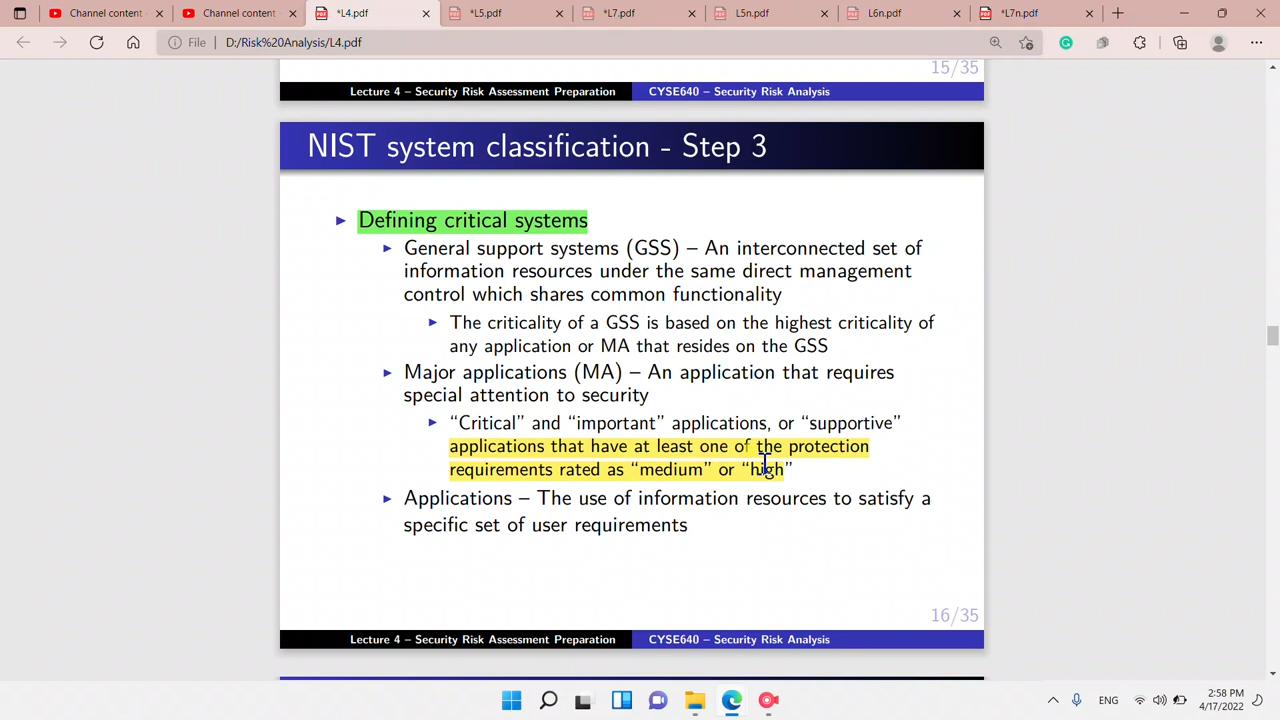 Channel content
Channel content
*L4.pdf
*L5.pdf
*L7.pdf
L5n.pdf
L6n.pdf
*L7n.pdf
File
D:/Risk%20Analysis/L4.pdf
15/35
Lecture 4 – Security Risk Assessment Preparation
CYSE640 – Security Risk Analysis
NIST system classification - Step 3
Defining critical systems
General support systems (GSS) – An interconnected set of
information resources under the same direct management
control which shares common functionality
The criticality of a GSS is based on the highest criticality of
any application or MA that resides on the GSS
Major applications (MA) – An application that requires
special attention to security
“Critical” and “important” applications, or “supportive”
applications that have at least one of the protection
requirements rated as “medium” or “high”
Applications – The use of information resources to satisfy a
specific set of user requirements
16/35
Lecture 4 – Security Risk Assessment Preparation
CYSE640 – Security Risk Analysis
ENG
2:58 PM
4/17/2022